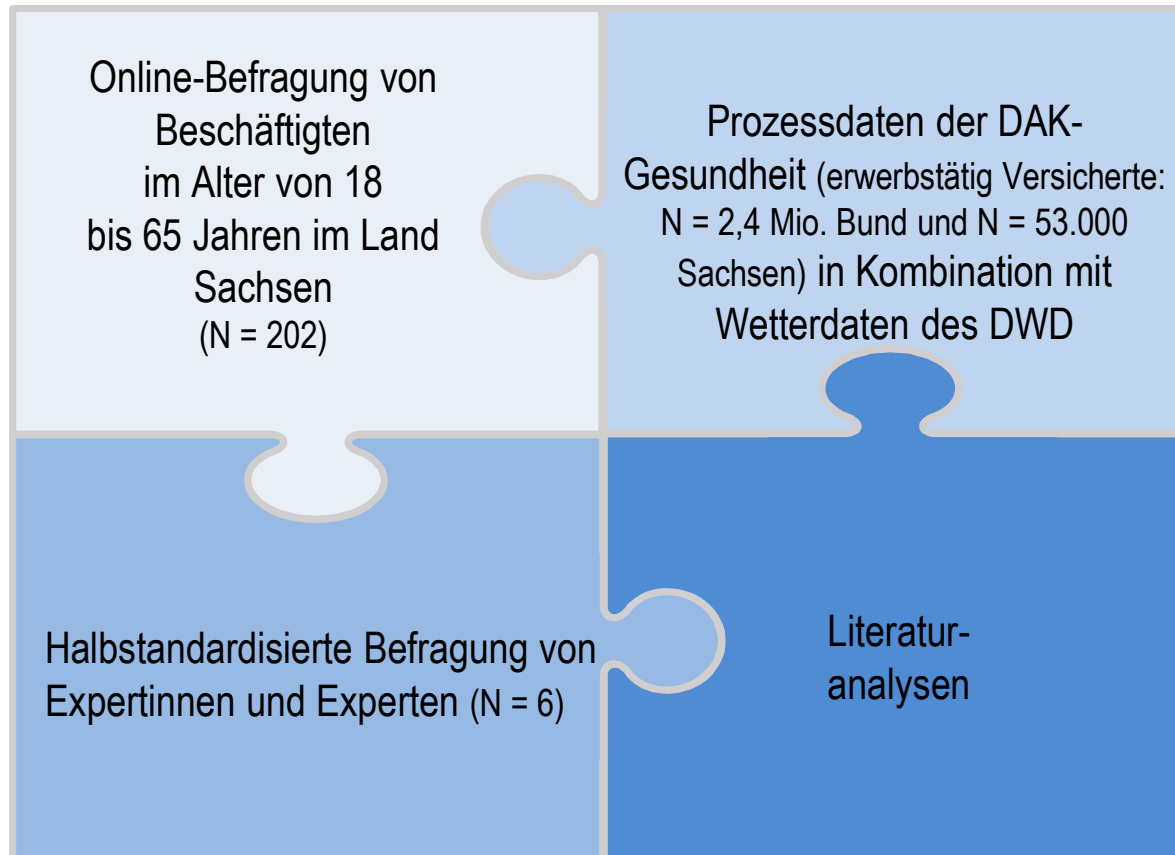 Online-Befragung von
Beschäftigten
im Alter von 18
bis 65 Jahren im Land
Sachsen
(N = 202)
Prozessdaten der DAK-
Gesundheit (erwerbstätig Versicherte:
N = 2,4 Mio. Bund und N = 53.000
Sachsen) in Kombination mit
Wetterdaten des DWD
Halbstandardisierte Befragung von
Expertinnen und Experten (N = 6)
Literatur-
analysen